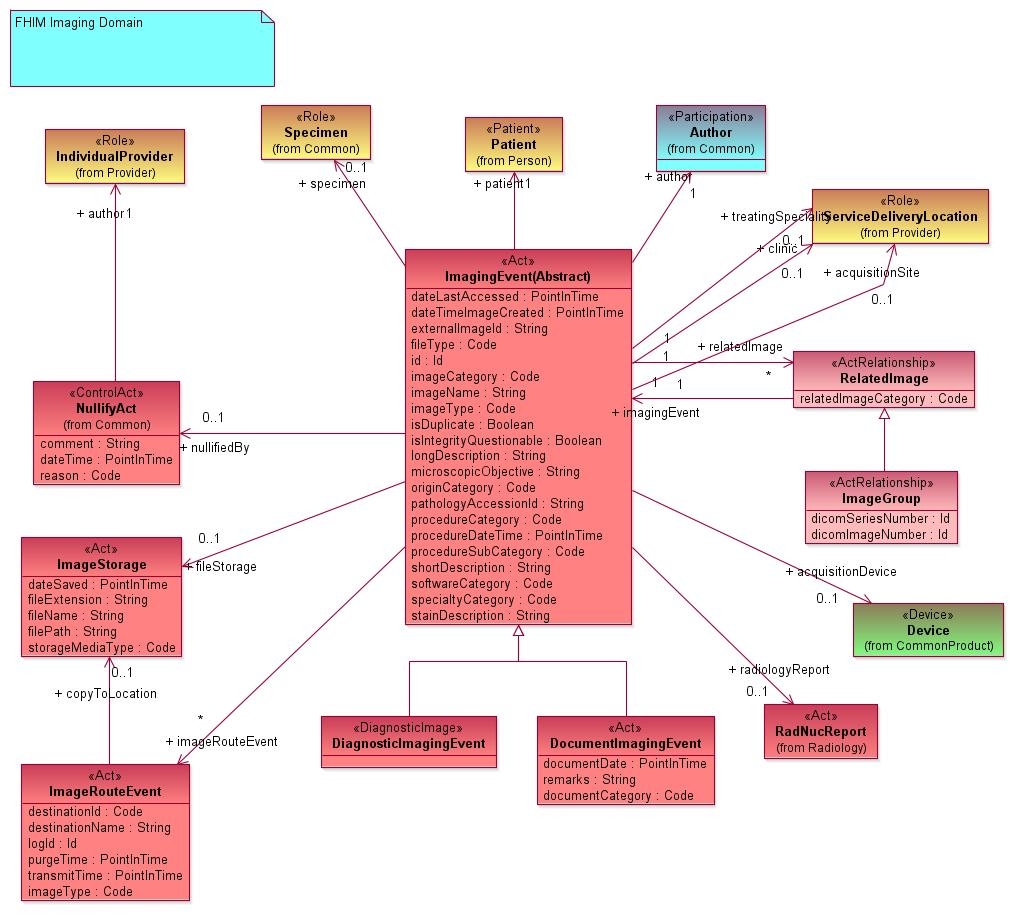 FHIM Imaging Domain
«Role»
IndividualProvider
(from Provider)
«Role»
Specimen
(from Common)
«Patient»
Patient
(from Person)
«Participation»
Author
(from Common)
«Role»
ServiceDeliveryLocation
(from Provider)
+ author 1
0..1
+ specimen
+ patient 1
+ author
1
+ treatingSpeciality
0..1
+ clinic
0..1
+ acquisitionSite
0..1
«Act»
ImagingEvent(Abstract)
dateLastAccessed : PointInTime
dateTimeImageCreated : PointInTime
externalImageId : String
fileType : Code
id : Id
imageCategory : Code
imageName : String
imageType : Code
isDuplicate : Boolean
isIntegrityQuestionable : Boolean
longDescription : String
microscopicObjective : String
originCategory : Code
pathologyAccessionId : String
procedureCategory : Code
procedureDateTime : PointInTime
procedureSubCategory : Code
shortDescription : String
softwareCategory : Code
specialtyCategory : Code
stainDescription : String
1
1
1
1
+ relatedImage
*
+ imagingEvent
«ActRelationship»
RelatedImage
relatedImageCategory : Code
«ActRelationship»
ImageGroup
dicomSeriesNumber : Id
dicomImageNumber : Id
«ControlAct»
NullifyAct
(from Common)
comment : String
dateTime : PointInTime
reason : Code
0..1
+ nullifiedBy
«Act»
ImageStorage
dateSaved : PointInTime
fileExtension : String
fileName : String
filePath : String
storageMediaType : Code
0..1
+ fileStorage
0..1
+ copyToLocation
*
+ imageRouteEvent
«Act»
ImageRouteEvent
destinationId : Code
destinationName : String
logId : Id
purgeTime : PointInTime
transmitTime : PointInTime
imageType : Code
«DiagnosticImage»
DiagnosticImagingEvent
«Act»
DocumentImagingEvent
documentDate : PointInTime
remarks : String
documentCategory : Code
+ acquisitionDevice
0..1
«Device»
Device
(from CommonProduct)
+ radiologyReport
0..1
«Act»
RadNucReport
(from Radiology)